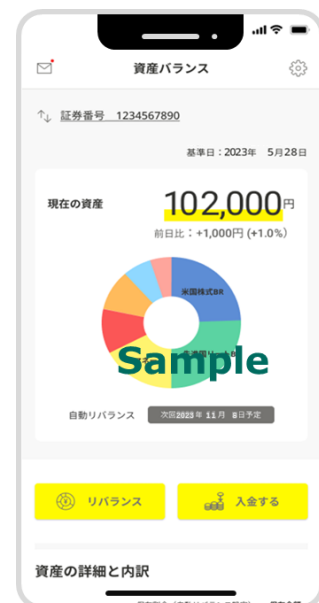 資産バランス
証券番号 1234567890
基準日：2023年 5月28日
現在の資産 102,000円
前日比：+1,000円 (+1.0%)
米国株式BR
Sample
自動リバランス 次回2023年 11月 8日予定
リバランス 入金する
資産の詳細と内訳